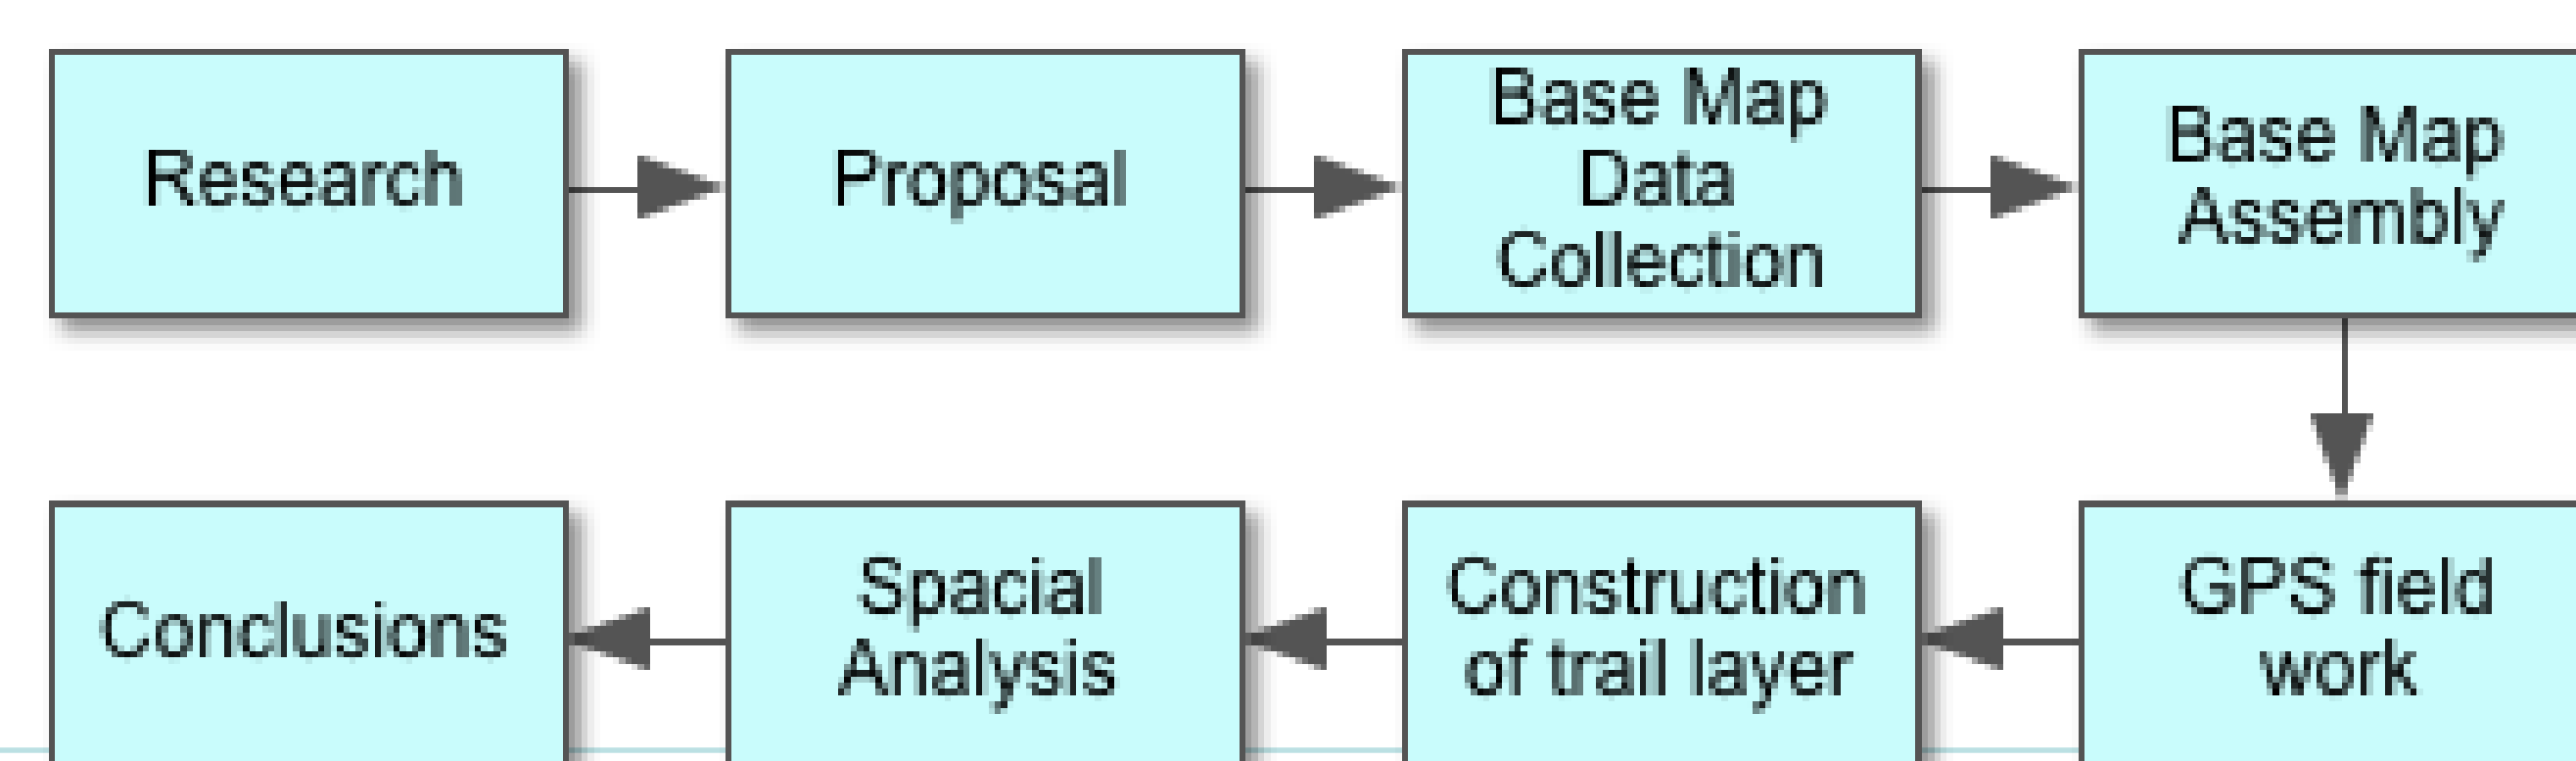 Research
Proposal
Base Map
Data
Collection
Base Map
Assembly
GPS field
work
Construction
of trail layer
Spacial
Analysis
Conclusions